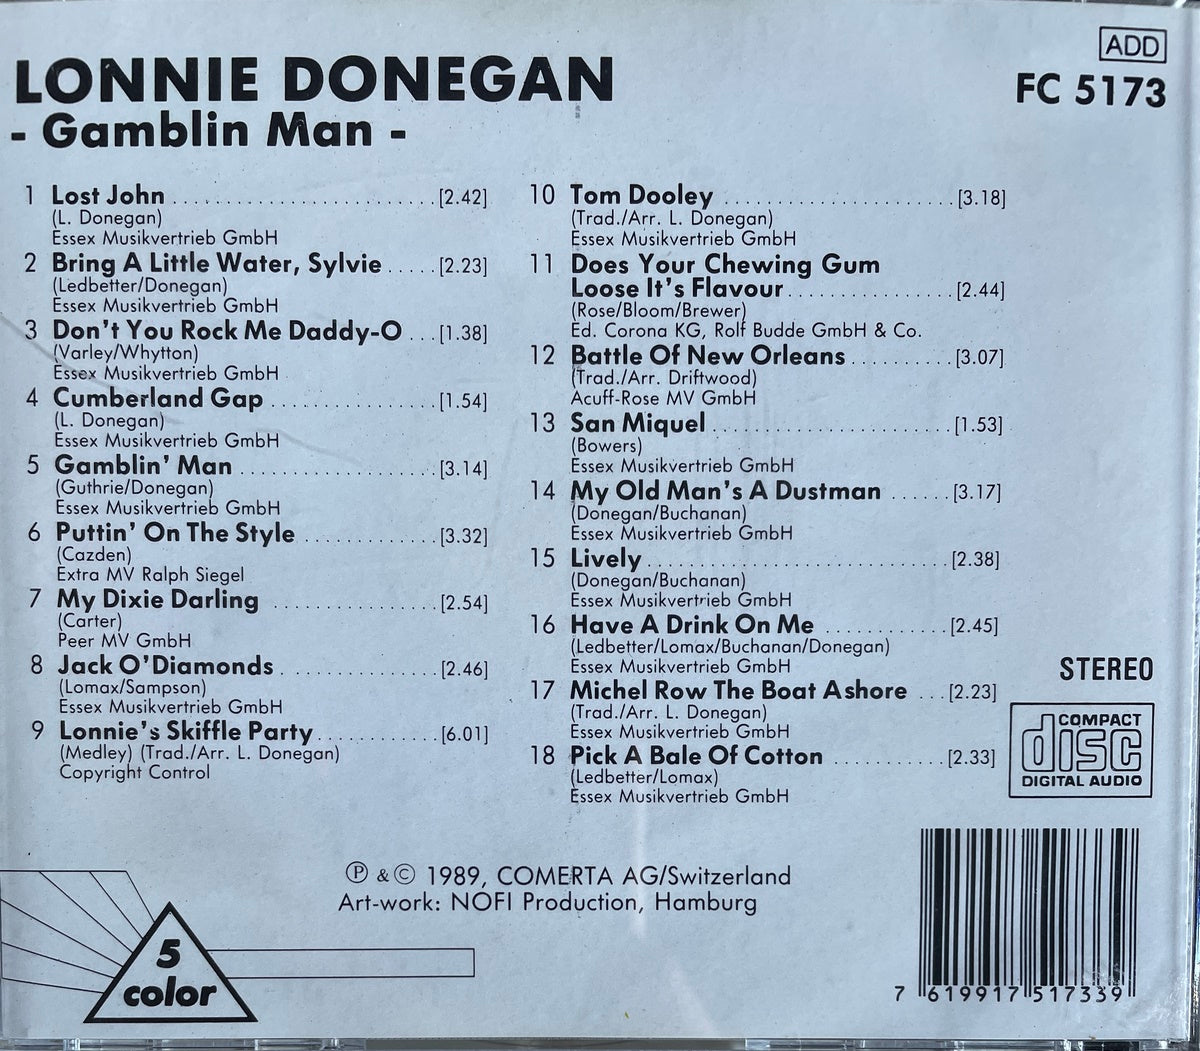 ADD
LONNIE DONEGAN
FC 5173
- Gamblin Man -
1 Lost John [2.42]
(L. Donegan)
Essex Musikvertrieb GmbH
2 Bring A Little Water, Sylvie [2.23]
(Ledbetter/Donegan)
Essex Musikvertrieb GmbH
3 Don't You Rock Me Daddy-O [1.38]
(Varley/Whytton)
Essex Musikvertrieb GmbH
4 Cumberland Gap [1.54]
(L. Donegan)
Essex Musikvertrieb GmbH
5 Gamblin' Man [3.14]
(Guthrie/Donegan)
Essex Musikvertrieb GmbH
6 Puttin' On The Style [3.32]
(Cazden)
Extra MV Ralph Siegel
7 My Dixie Darling [2.54]
(Carter)
Peer MV GmbH
8 Jack O'Diamonds [2.46]
(Lomax/Sampson)
Essex Musikvertrieb GmbH
9 Lonnie's Skiffle Party [6.01]
(Medley) (Trad./Arr. L. Donegan)
Copyright Control
10 Tom Dooley [3.18]
(Trad./Arr. L. Donegan)
Essex Musikvertrieb GmbH
11 Does Your Chewing Gum
Loose It's Flavour [2.44]
(Rose/Bloom/Brewer)
Ed. Corona KG, Rolf Budde GmbH & Co.
12 Battle Of New Orleans [3.07]
(Trad./Arr. Driftwood)
Acuff-Rose MV GmbH
13 San Miquel [1.53]
(Bowers)
Essex Musikvertrieb GmbH
14 My Old Man's A Dustman [3.17]
(Donegan/Buchanan)
Essex Musikvertrieb GmbH
15 Lively [2.38]
(Donegan/Buchanan)
Essex Musikvertrieb GmbH
16 Have A Drink On Me [2.45]
(Ledbetter/Lomax/Buchanan/Donegan)
Essex Musikvertrieb GmbH
17 Michel Row The Boat Ashore [2.23]
(Trad./Arr. L. Donegan)
Essex Musikvertrieb GmbH
18 Pick A Bale Of Cotton [2.33]
(Ledbetter/Lomax)
Essex Musikvertrieb GmbH
STEREO
COMPACT
disc
DIGITAL AUDIO
℗ & © 1989, COMERTA AG/Switzerland
Art-work: NOFI Production, Hamburg
5
color
7 619917 517339